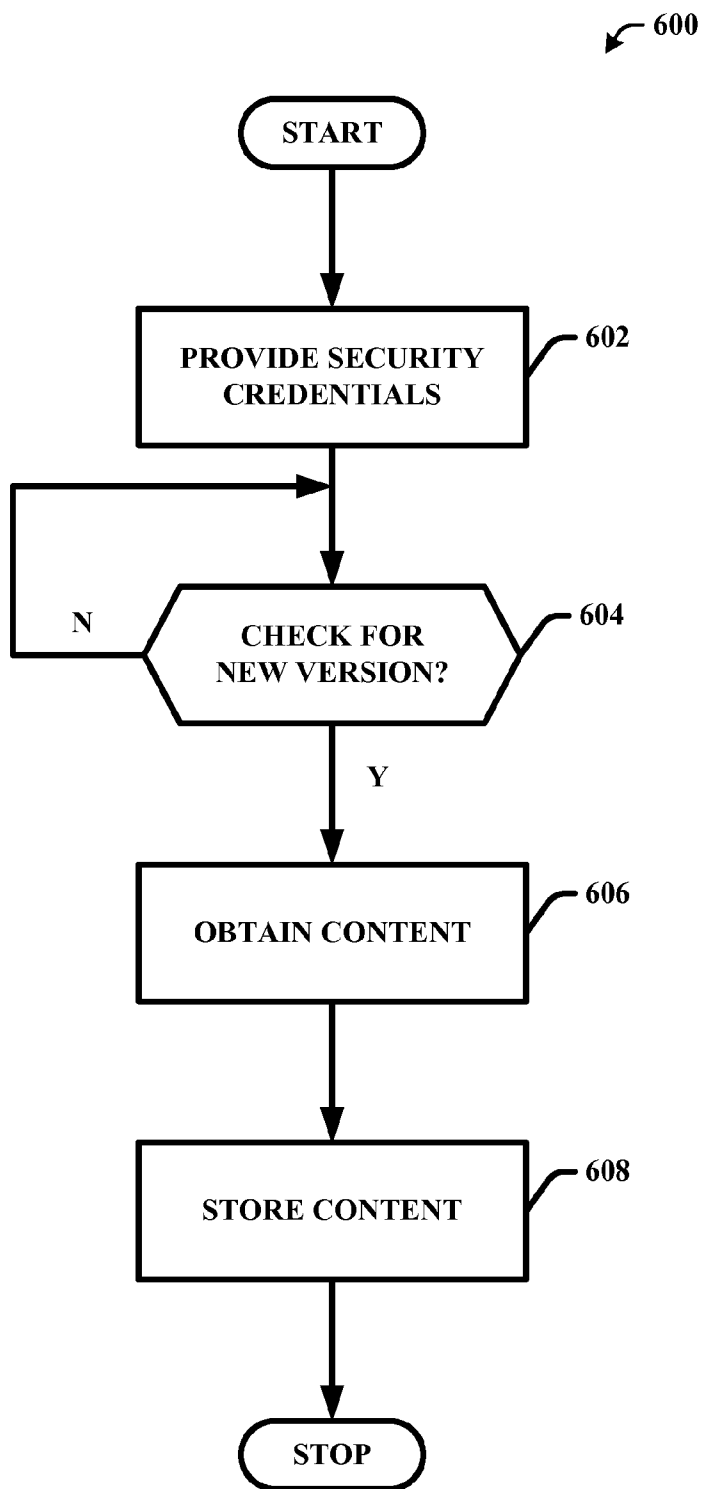 600
START
PROVIDE SECURITY
CREDENTIALS
602
CHECK FOR
NEW VERSION?
604
N
Y
OBTAIN CONTENT
606
STORE CONTENT
608
STOP